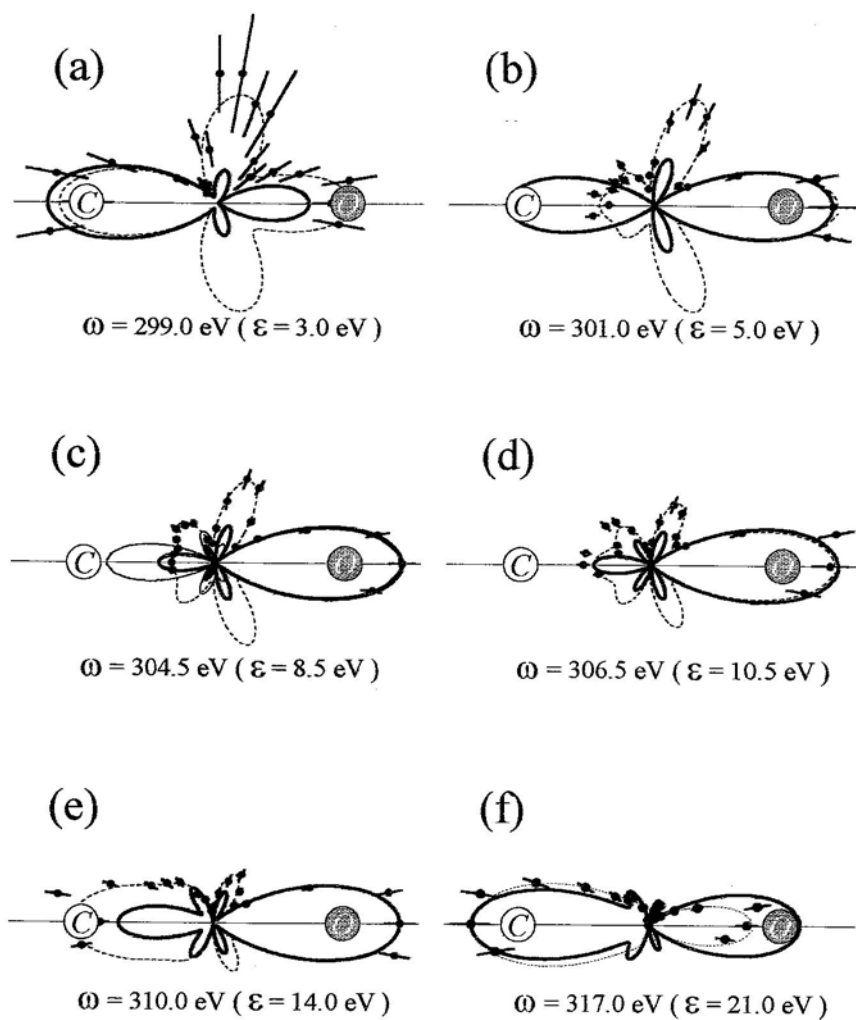 (a)
(b)
C
C
ω = 299.0 eV ( ε = 3.0 eV )
ω = 301.0 eV ( ε = 5.0 eV )
(c)
(d)
C
C
ω = 304.5 eV ( ε = 8.5 eV )
ω = 306.5 eV ( ε = 10.5 eV )
(e)
(f)
C
C
ω = 310.0 eV ( ε = 14.0 eV )
ω = 317.0 eV ( ε = 21.0 eV )